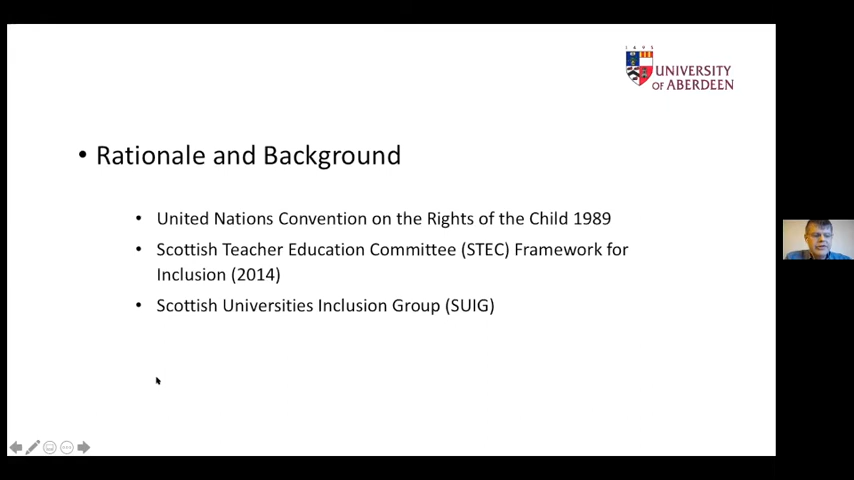 1495
UNIVERSITY
OF ABERDEEN
• Rationale and Background
• United Nations Convention on the Rights of the Child 1989
• Scottish Teacher Education Committee (STEC) Framework for
Inclusion (2014)
• Scottish Universities Inclusion Group (SUIG)